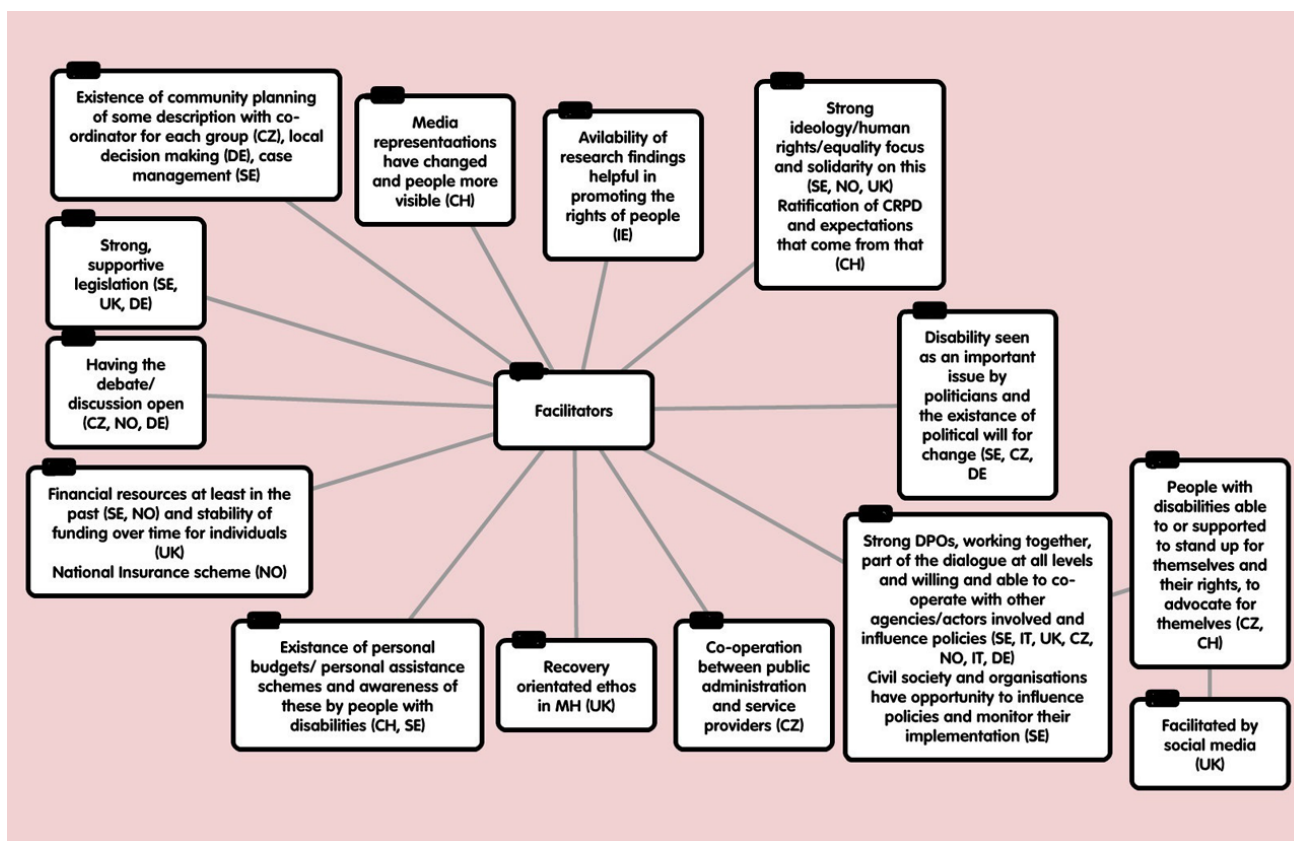 Existence of community planning
of some description with co-
ordinator for each group (CZ), local
decision making (DE), case
management (SE)
Media
representaations
have changed
and people more
visible (CH)
Avilability of
research findings
helpful in
promoting the
rights of people
(IE)
Strong
ideology/human
rights/equality focus
and solidarity on this
(SE, NO, UK)
Ratification of CRPD
and expectations
that come from that
(CH)
Strong,
supportive
legislation (SE,
UK, DE)
Having the
debate/
discussion open
(CZ, NO, DE)
Facilitators
Disability seen
as an important
issue by
politicians and
the existance of
political will for
change (SE, CZ,
DE
Financial resources at least in the
past (SE, NO) and stability of
funding over time for individuals
(UK)
National Insurance scheme (NO)
People with
disabilities able
to or supported
to stand up for
themselves and
their rights, to
advocate for
themelves (CZ,
CH)
Strong DPOs, working together,
part of the dialogue at all levels
and willing and able to co-
operate with other
agencies/actors involved and
influence policies (SE, IT, UK, CZ,
NO, IT, DE)
Civil society and organisations
have opportunity to influence
policies and monitor their
implementation (SE)
Existance of personal
budgets/ personal assistance
schemes and awareness of
these by people with
disabilities (CH, SE)
Recovery
orientated ethos
in MH (UK)
Co-operation
between public
administration
and service
providers (CZ)
Facilitated by
social media
(UK)